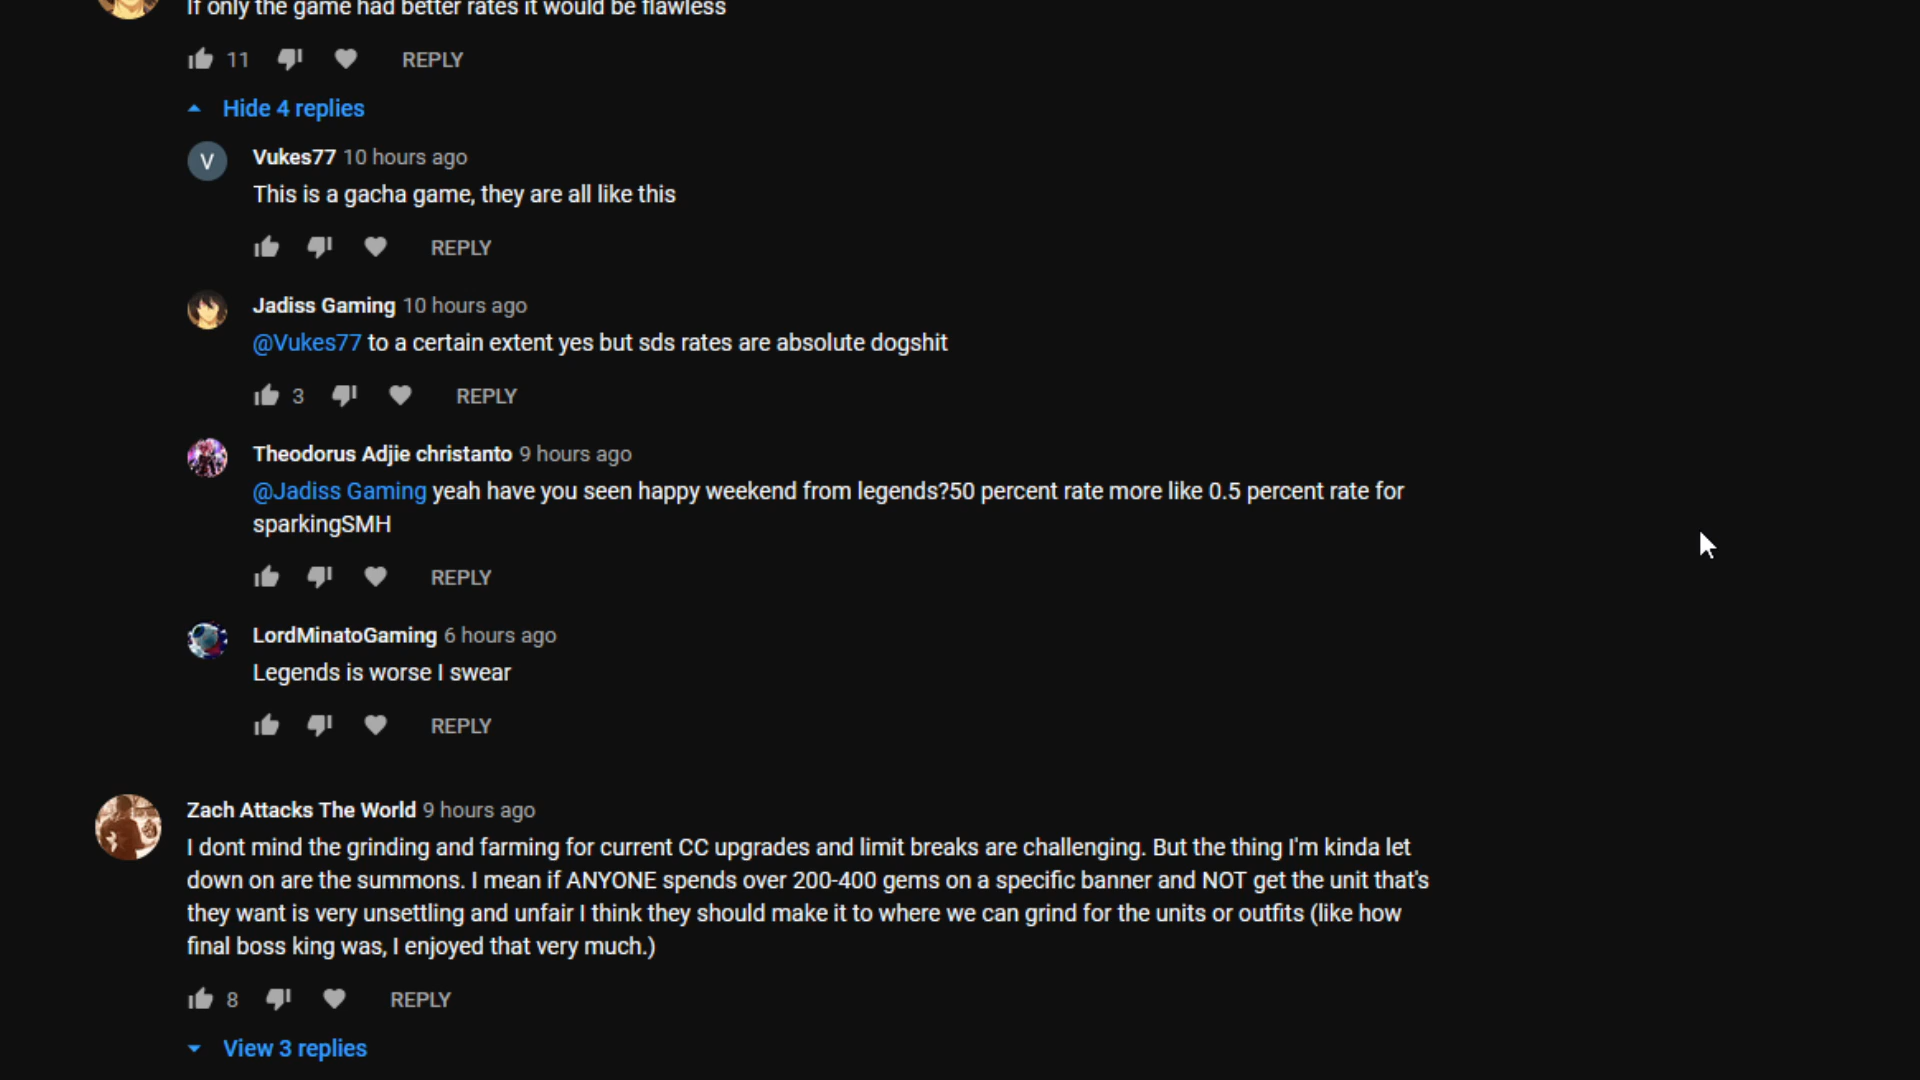 If only the game had better rates it would be flawless
11 REPLY
Hide 4 replies
V
Vukes77 10 hours ago
This is a gacha game, they are all like this
REPLY
Jadiss Gaming 10 hours ago
@Vukes77 to a certain extent yes but sds rates are absolute dogshit
3 REPLY
Theodorus Adjie christanto 9 hours ago
@Jadiss Gaming yeah have you seen happy weekend from legends?50 percent rate more like 0.5 percent rate for
sparkingSMH
REPLY
LordMinatoGaming 6 hours ago
Legends is worse I swear
REPLY
Zach Attacks The World 9 hours ago
I dont mind the grinding and farming for current CC upgrades and limit breaks are challenging. But the thing I'm kinda let
down on are the summons. I mean if ANYONE spends over 200-400 gems on a specific banner and NOT get the unit that's
they want is very unsettling and unfair I think they should make it to where we can grind for the units or outfits (like how
final boss king was, I enjoyed that very much.)
8 REPLY
View 3 replies